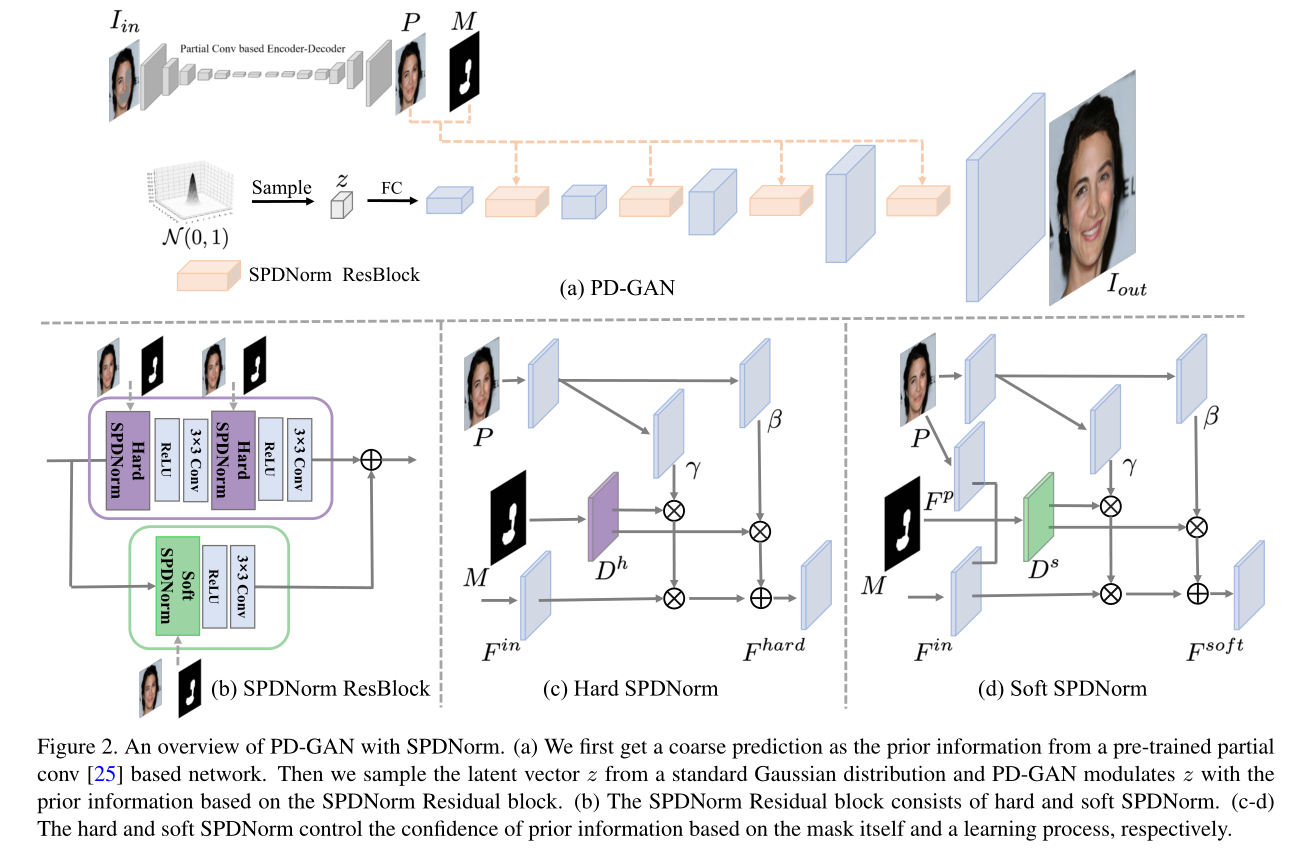 I_in
P
M
Partial Conv based Encoder-Decoder
Sample
z
FC
N(0,1)
SPDNorm ResBlock
(a) PD-GAN
I_out
Hard SPDNorm
ReLU
3×3 Conv
Hard SPDNorm
ReLU
3×3 Conv
Soft SPDNorm
ReLU
3×3 Conv
(b) SPDNorm ResBlock
P
β
γ
D^h
M
F^in
F^hard
(c) Hard SPDNorm
P
β
γ
F^p
D^s
M
F^in
F^soft
(d) Soft SPDNorm
Figure 2. An overview of PD-GAN with SPDNorm. (a) We first get a coarse prediction as the prior information from a pre-trained partial
conv [25] based network. Then we sample the latent vector z from a standard Gaussian distribution and PD-GAN modulates z with the
prior information based on the SPDNorm Residual block. (b) The SPDNorm Residual block consists of hard and soft SPDNorm. (c-d)
The hard and soft SPDNorm control the confidence of prior information based on the mask itself and a learning process, respectively.